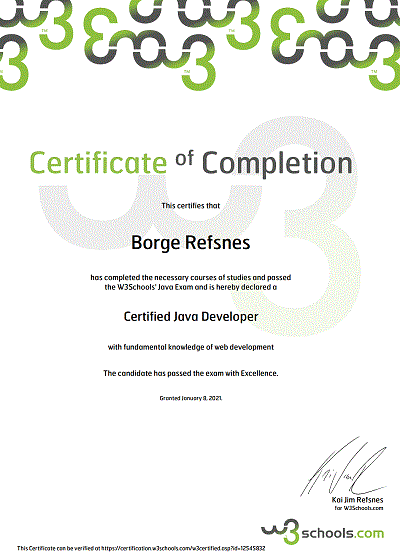 Certificate of Completion
This certifies that
Borge Refsnes
has completed the necessary courses of studies and passed
the W3Schools' Java Exam and is hereby declared a
Certified Java Developer
with fundamental knowledge of web development
The candidate has passed the exam with Excellence.
Granted January 8, 2021.
Kai Jim Refsnes
for W3Schools.com
w3schools.com
This Certificate can be verified at https://certification.w3schools.com/w3certified.asp?id=12545832